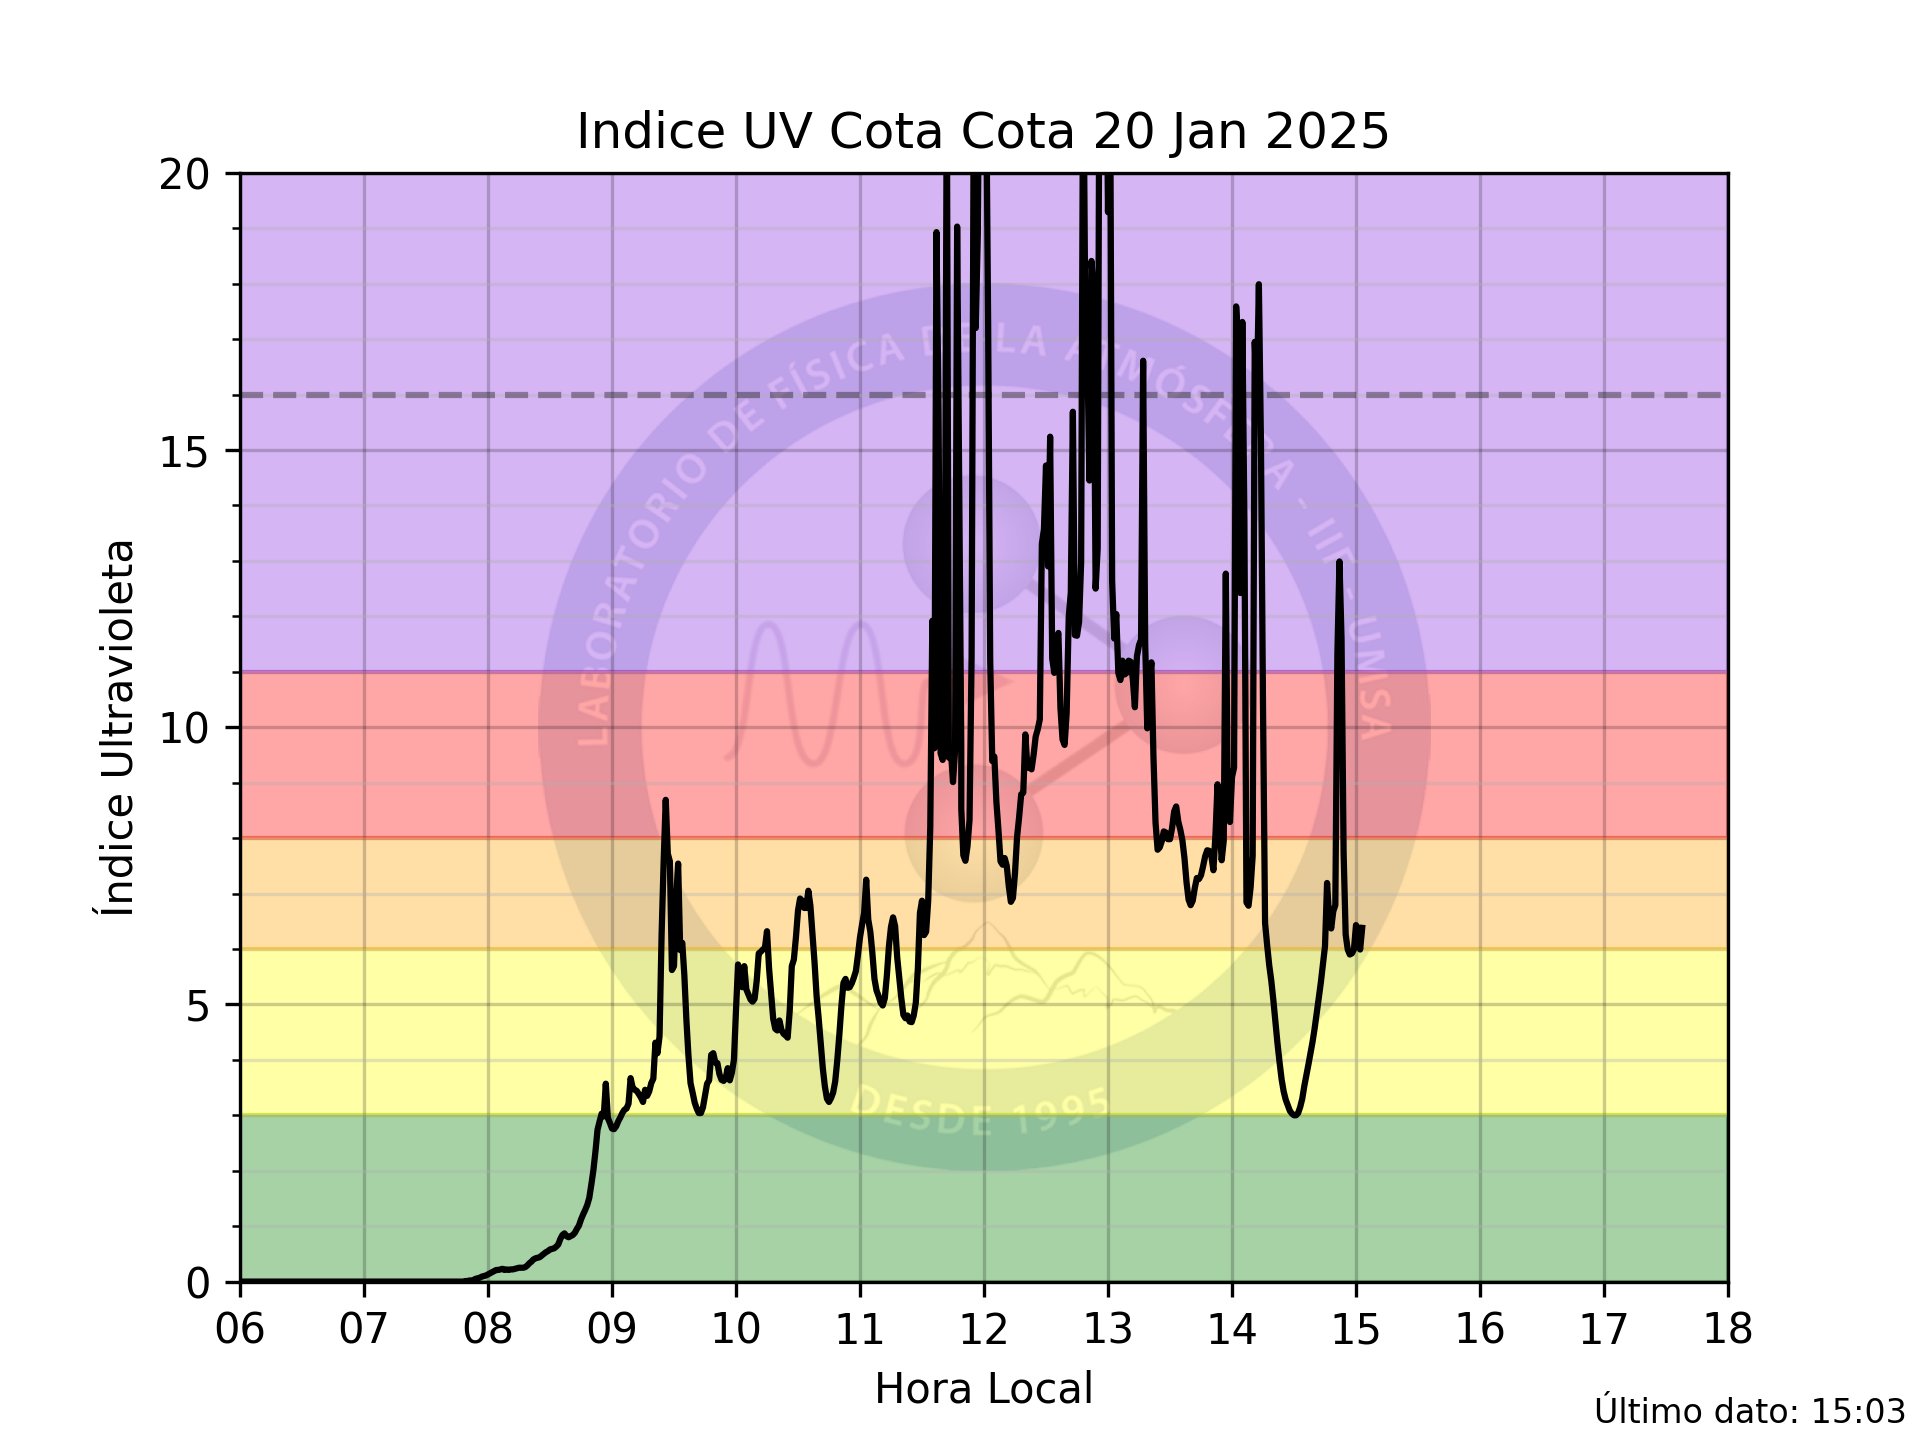 Indice UV Cota Cota 20 Jan 2025
20
15
10
5
0
Índice Ultravioleta
LABORATORIO DE FÍSICA DE LA ATMÓSFERA - IIF - UMSA
DESDE 1995
06 07 08 09 10 11 12 13 14 15 16 17 18
Hora Local
Último dato: 15:03